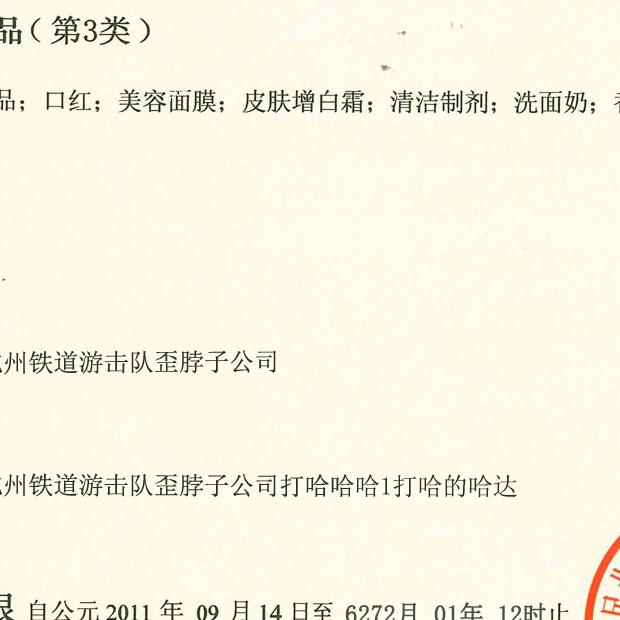 品（第3类）
品；口红；美容面膜；皮肤增白霜；清洁制剂；洗面奶；
州铁道游击队歪脖子公司
州铁道游击队歪脖子公司打哈哈哈1打哈的哈达
自公元 2011 年 09 月 14 日至 6272月 01年 12时止